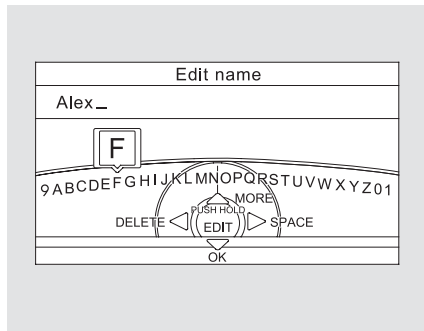 Edit name
Alex_
F
9ABCDEFGHIJKLMNOPQRSTUVWXYZ01
MORE
PUSH HOLD
DELETE EDIT SPACE
OK